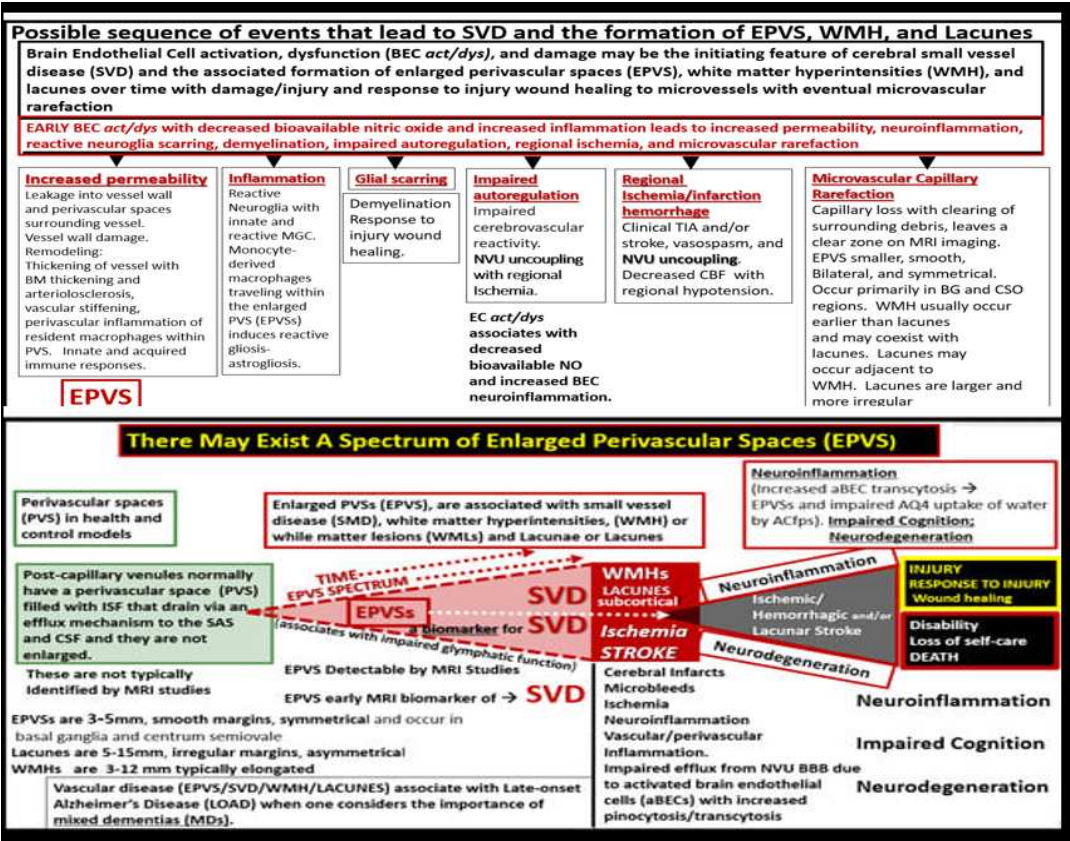 Possible sequence of events that lead to SVD and the formation of EPVS, WMH, and Lacunes
Brain Endothelial Cell activation, dysfunction (BEC act/dys), and damage may be the initiating feature of cerebral small vessel
disease (SVD) and the associated formation of enlarged perivascular spaces (EPVS), white matter hyperintensities (WMH), and
lacunes over time with damage/injury and response to injury wound healing to microvessels with eventual microvascular
rarefaction
EARLY BEC act/dys with decreased bioavailable nitric oxide and increased inflammation leads to increased permeability, neuroinflammation,
reactive neuroglia scarring, demyelination, impaired autoregulation, regional ischemia, and microvascular rarefaction
Increased permeability
Leakage into vessel wall
and perivascular spaces
surrounding vessel.
Vessel wall damage.
Remodeling:
Thickening of vessel with
BM thickening and
arteriolosclerosis,
vascular stiffening,
perivascular inflammation of
resident macrophages within
PVS. Innate and acquired
immune responses.
EPVS
Inflammation
Reactive
Neuroglia with
innate and
reactive MGC.
Monocyte-
derived
macrophages
traveling within
the enlarged
PVS (EPVSs)
induces reactive
gliosis-
astrogliosis.
Glial scarring
Demyelination
Response to
injury wound
healing.
Impaired
autoregulation
Impaired
cerebrovascular
reactivity.
NVU uncoupling
with regional
Ischemia.
EC act/dys
associates with
decreased
bioavailable NO
and increased BEC
neuroinflammation.
Regional
Ischemia/infarction
hemorrhage
Clinical TIA and/or
stroke, vasospasm, and
NVU uncoupling.
Decreased CBF with
regional hypotension.
Microvascular Capillary
Rarefaction
Capillary loss with clearing of
surrounding debris, leaves a
clear zone on MRI imaging.
EPVS smaller, smooth,
Bilateral, and symmetrical.
Occur primarily in BG and CSO
regions. WMH usually occur
earlier than lacunes
and may coexist with
lacunes. Lacunes may
occur adjacent to
WMH. Lacunes are larger and
more irregular
There May Exist A Spectrum of Enlarged Perivascular Spaces (EPVS)
Perivascular spaces
(PVS) in health and
control models
Enlarged PVSs (EPVS), are associated with small vessel
disease (SMD), white matter hyperintensities, (WMH) or
while matter lesions (WMLs) and Lacunae or Lacunes
Neuroinflammation
(Increased aBEC transcytosis →
EPVSs and impaired AQ4 uptake of water
by ACfps). Impaired Cognition;
Neurodegeneration
Post-capillary venules normally
have a perivascular space (PVS)
filled with ISF that drain via an
efflux mechanism to the SAS
and CSF and they are not
enlarged.
These are not typically
Identified by MRI studies
TIME
EPVS SPECTRUM
EPVSs
(associates with impaired glymphatic function)
SVD
a biomarker for SVD
SVD
EPVS Detectable by MRI Studies
EPVS early MRI biomarker of → SVD
WMHs
LACUNES
subcortical
Ischemia
STROKE
Neuroinflammation
Ischemic/
Hemorrhagic and/or
Lacunar Stroke
Neurodegeneration
INJURY
RESPONSE TO INJURY
Wound healing
Disability
Loss of self-care
DEATH
EPVSs are 3-5mm, smooth margins, symmetrical and occur in
basal ganglia and centrum semiovale
Lacunes are 5-15mm, irregular margins, asymmetrical
WMHs are 3-12 mm typically elongated
Vascular disease (EPVS/SVD/WMH/LACUNES) associate with Late-onset
Alzheimer's Disease (LOAD) when one considers the importance of
mixed dementias (MDs).
Cerebral Infarcts
Microbleeds
Ischemia
Neuroinflammation
Vascular/perivascular
Inflammation.
Impaired efflux from NVU BBB due
to activated brain endothelial
cells (aBECs) with increased
pinocytosis/transcytosis
Neuroinflammation
Impaired Cognition
Neurodegeneration